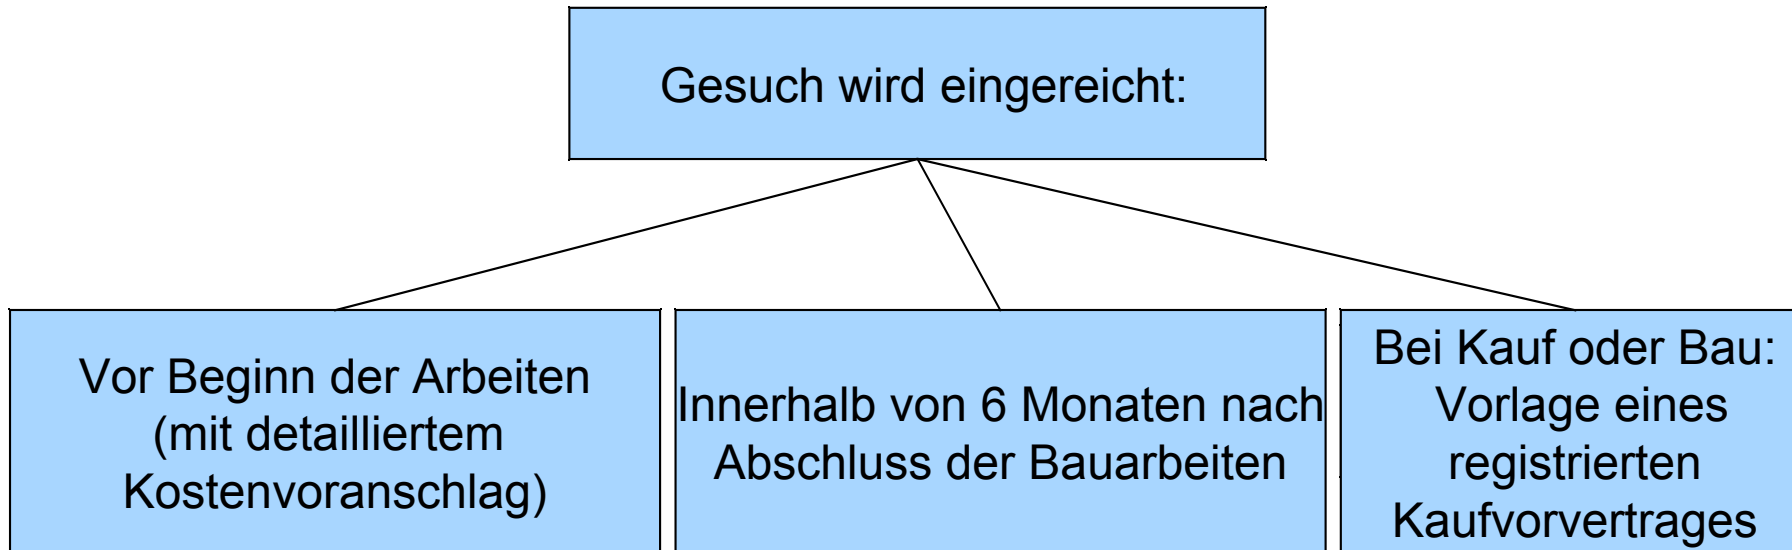 Gesuch wird eingereicht:
Vor Beginn der Arbeiten
(mit detailliertem
Kostenvoranschlag)
Innerhalb von 6 Monaten nach
Abschluss der Bauarbeiten
Bei Kauf oder Bau:
Vorlage eines
registrierten
Kaufvorvertrages